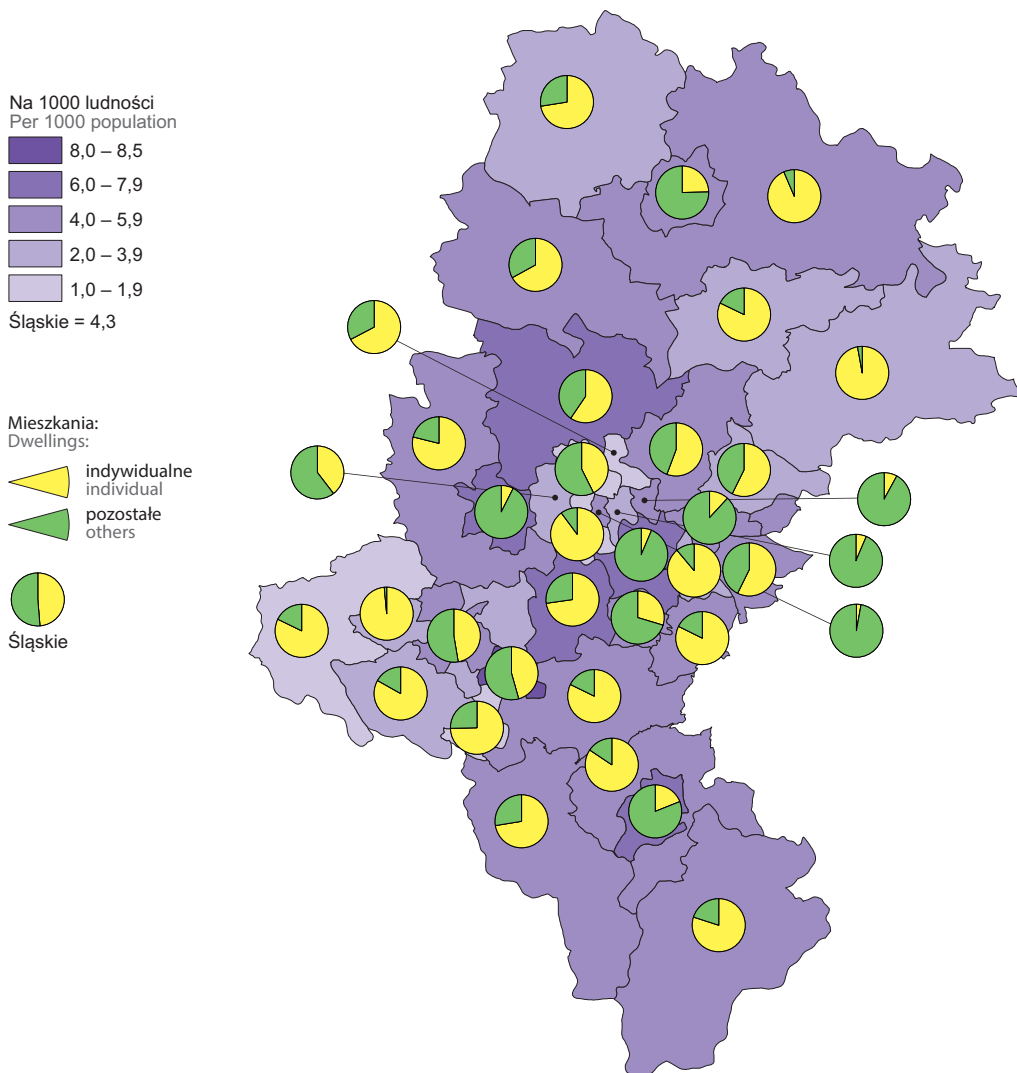 Na 1000 ludności
Per 1000 population
8,0 – 8,5
6,0 – 7,9
4,0 – 5,9
2,0 – 3,9
1,0 – 1,9
Śląskie = 4,3
Mieszkania:
Dwellings:
indywidualne
individual
pozostałe
others
Śląskie